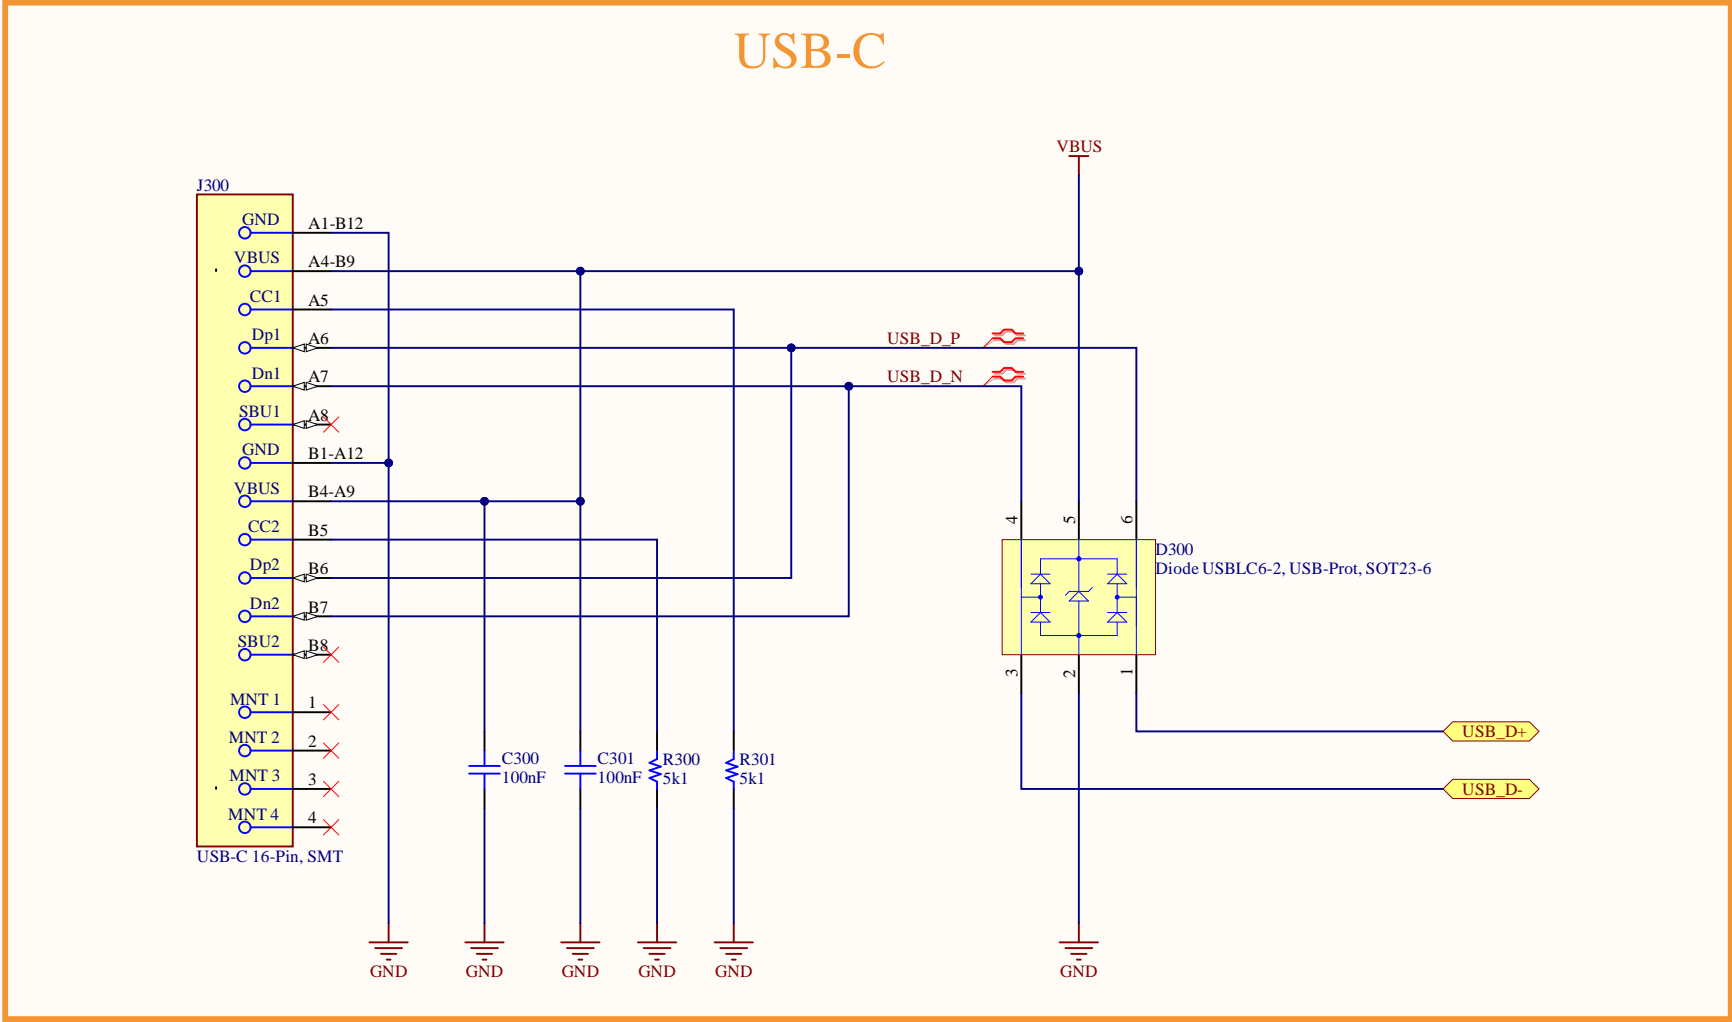 USB-C
VBUS
J300
GND A1-B12
VBUS A4-B9
CC1 A5
Dp1 A6 USB_D_P
Dn1 A7 USB_D_N
SBU1 A8
GND B1-A12
VBUS B4-A9
CC2 B5
Dp2 B6
Dn2 B7
SBU2 B8
4 5 6
D300
Diode USBLC6-2, USB-Prot, SOT23-6
3 2 1
MNT 1 1
MNT 2 2
MNT 3 3
MNT 4 4
USB-C 16-Pin, SMT
C300
100nF
C301
100nF
R300
5k1
R301
5k1
USB_D+
USB_D-
GND GND GND GND GND GND